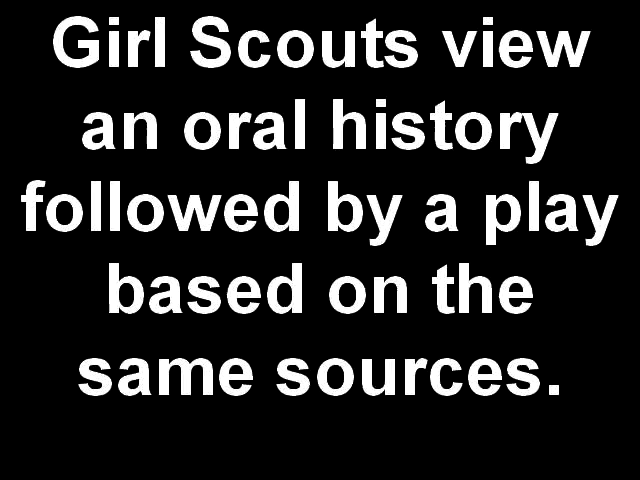 Girl Scouts view
an oral history
followed by a play
based on the
same sources.